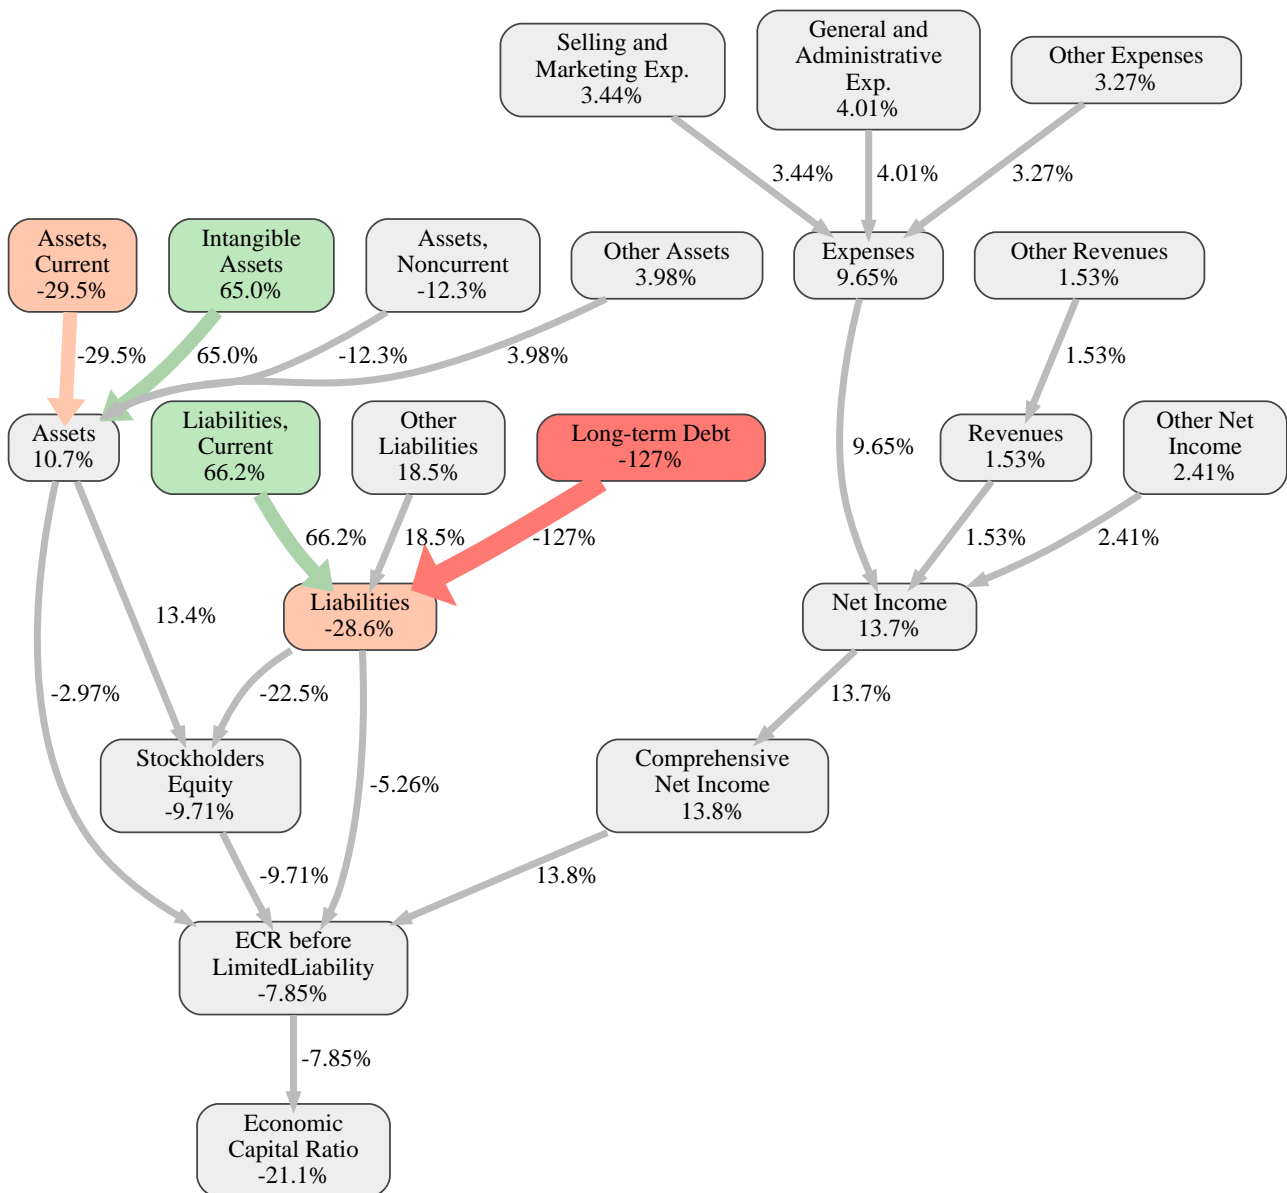 Selling and
Marketing Exp.
3.44%
General and
Administrative
Exp.
4.01%
Other Expenses
3.27%
3.44%
4.01%
3.27%
Assets,
Current
-29.5%
Intangible
Assets
65.0%
Assets,
Noncurrent
-12.3%
Other Assets
3.98%
Expenses
9.65%
Other Revenues
1.53%
-29.5%
65.0%
-12.3%
3.98%
1.53%
Assets
10.7%
Liabilities,
Current
66.2%
Other
Liabilities
18.5%
Long-term Debt
-127%
9.65%
Revenues
1.53%
Other Net
Income
2.41%
66.2%
18.5%
-127%
1.53%
2.41%
13.4%
Liabilities
-28.6%
Net Income
13.7%
-2.97%
-22.5%
13.7%
Stockholders
Equity
-9.71%
-5.26%
Comprehensive
Net Income
13.8%
-9.71%
13.8%
ECR before
LimitedLiability
-7.85%
-7.85%
Economic
Capital Ratio
-21.1%